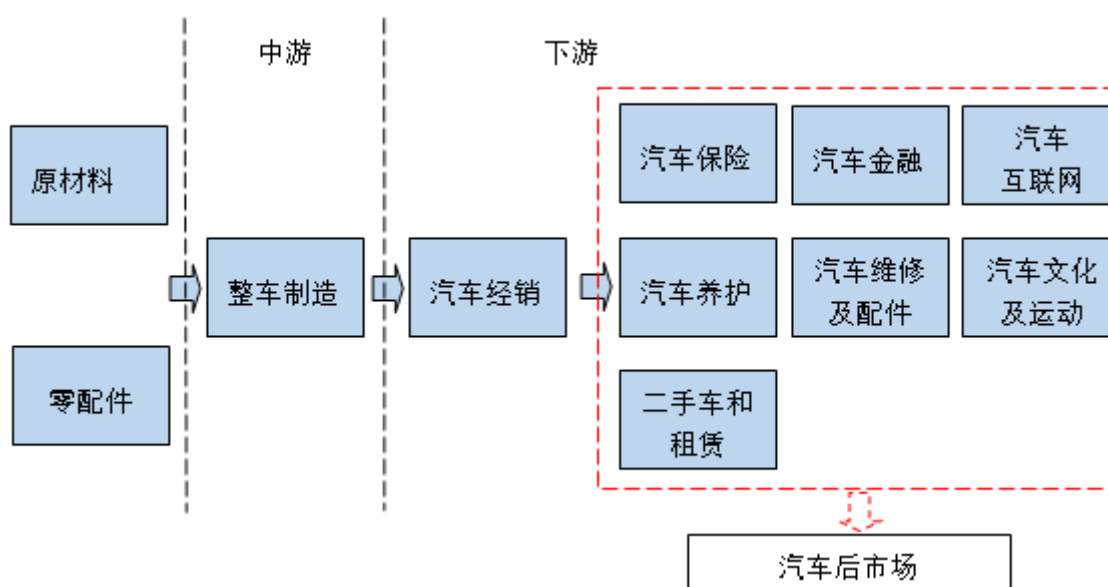 中游
下游
原材料
零配件
整车制造
汽车经销
汽车保险
汽车金融
汽车
互联网
汽车养护
汽车维修
及配件
汽车文化
及运动
二手车和
租赁
汽车后市场